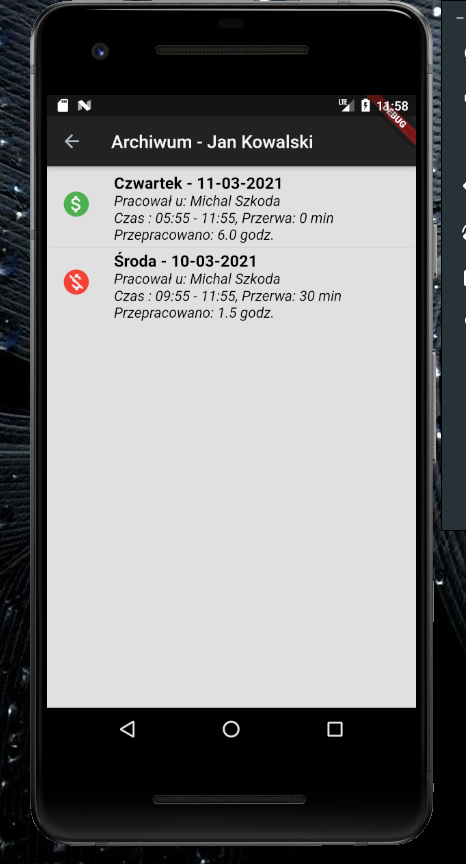 LTE 11:58
DEBUG
Archiwum - Jan Kowalski
Czwartek - 11-03-2021
Pracował u: Michal Szkoda
Czas : 05:55 - 11:55, Przerwa: 0 min
Przepracowano: 6.0 godz.
Środa - 10-03-2021
Pracował u: Michal Szkoda
Czas : 09:55 - 11:55, Przerwa: 30 min
Przepracowano: 1.5 godz.